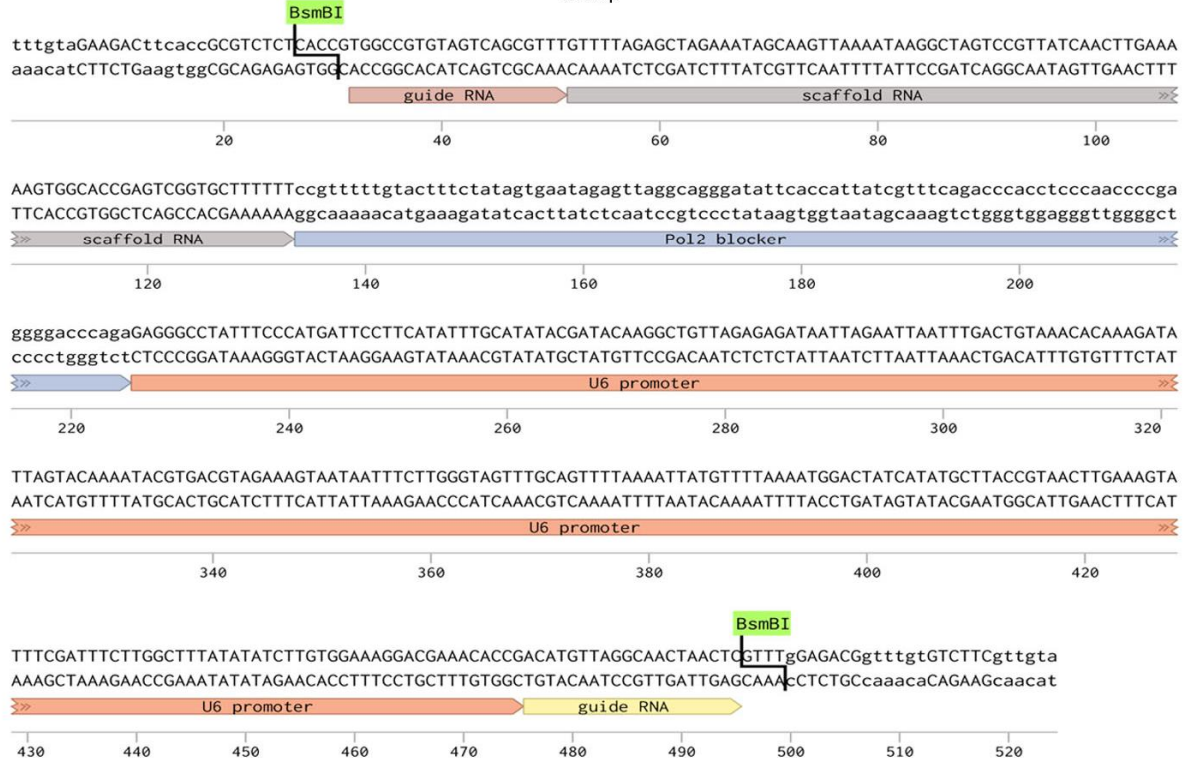 BsmBI
tttgtaGAAGACttcaccGCGTCTCTCACCGTGGCCGTGTAGTCAGCGTTTGTTTTAGAGCTAGAAATAGCAAGTTAAAATAAGGCTAGTCCGTTATCAACTTGAAA
aaacatCTTCTGaagtggCGCAGAGAGTGGCACCGGCACATCAGTCGCAAACAAAATCTCGATCTTTATCGTTCAATTTTATTCCGATCAGGCAATAGTTGAACTTT
guide RNA scaffold RNA
20 40 60 80 100
AAGTGGCACCGAGTCGGTGCTTTTTTccgtttttgtactttctatagtgaatagagttaggcagggatattcaccattatcgtttcagacccacctcccaaccccga
TTCACCGTGGCTCAGCCACGAAAAAAggcaaaaacatgaaagatatcacttatctcaatccgtccctataagtggtaatagcaaagtctgggtggagggttggggct
scaffold RNA Pol2 blocker
120 140 160 180 200
ggggacccagaGAGGGCCTATTTCCCATGATTCCTTCATATTTGCATATACGATACAAGGCTGTTAGAGAGATAATTAGAATTAATTTGACTGTAAACACAAAGATA
cccctgggtctCTCCCGGATAAAGGGTACTAAGGAAGTATAAACGTATATGCTATGTTCCGACAATCTCTCTATTAATCTTAATTAAACTGACATTTGTGTTTCTAT
U6 promoter
220 240 260 280 300 320
TTAGTACAAAATACGTGACGTAGAAAGTAATAATTTCTTGGGTAGTTTGCAGTTTTAAAATTATGTTTTAAAATGGACTATCATATGCTTACCGTAACTTGAAAGTA
AATCATGTTTTATGCACTGCATCTTTCATTATTAAAGAACCCATCAAACGTCAAAATTTTAATACAAAATTTTACCTGATAGTATACGAATGGCATTGAACTTTCAT
U6 promoter
340 360 380 400 420
BsmBI
TTTCGATTTCTTGGCTTTATATATCTTGTGGAAAGGACGAAACACCGACATGTTAGGCAACTAACTCGTTTgGAGACGgtttgtGTCTTCgttgta
AAAGCTAAAGAACCGAAATATATAGAACACCTTTCCTGCTTTGTGGCTGTACAATCCGTTGATTGAGCAAAcCTCTGCcaaacaCAGAAGcaacat
U6 promoter guide RNA
430 440 450 460 470 480 490 500 510 520